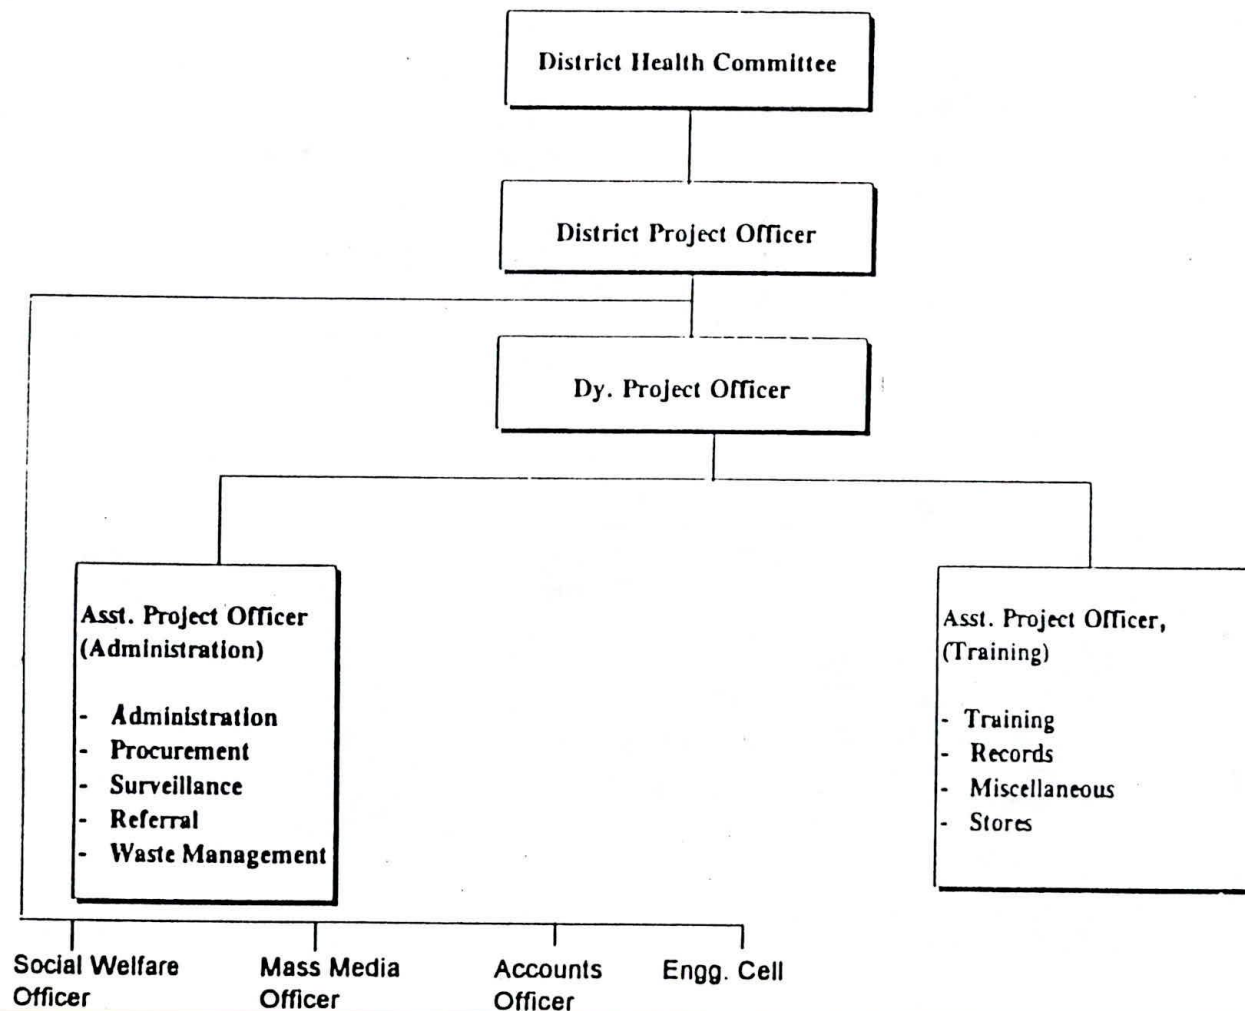 District Health Committee
District Project Officer
Dy. Project Officer
Asst. Project Officer
(Administration)
- Administration
- Procurement
- Surveillance
- Referral
- Waste Management
Asst. Project Officer,
(Training)
- Training
- Records
- Miscellaneous
- Stores
Social Welfare
Officer
Mass Media
Officer
Accounts
Officer
Engg. Cell